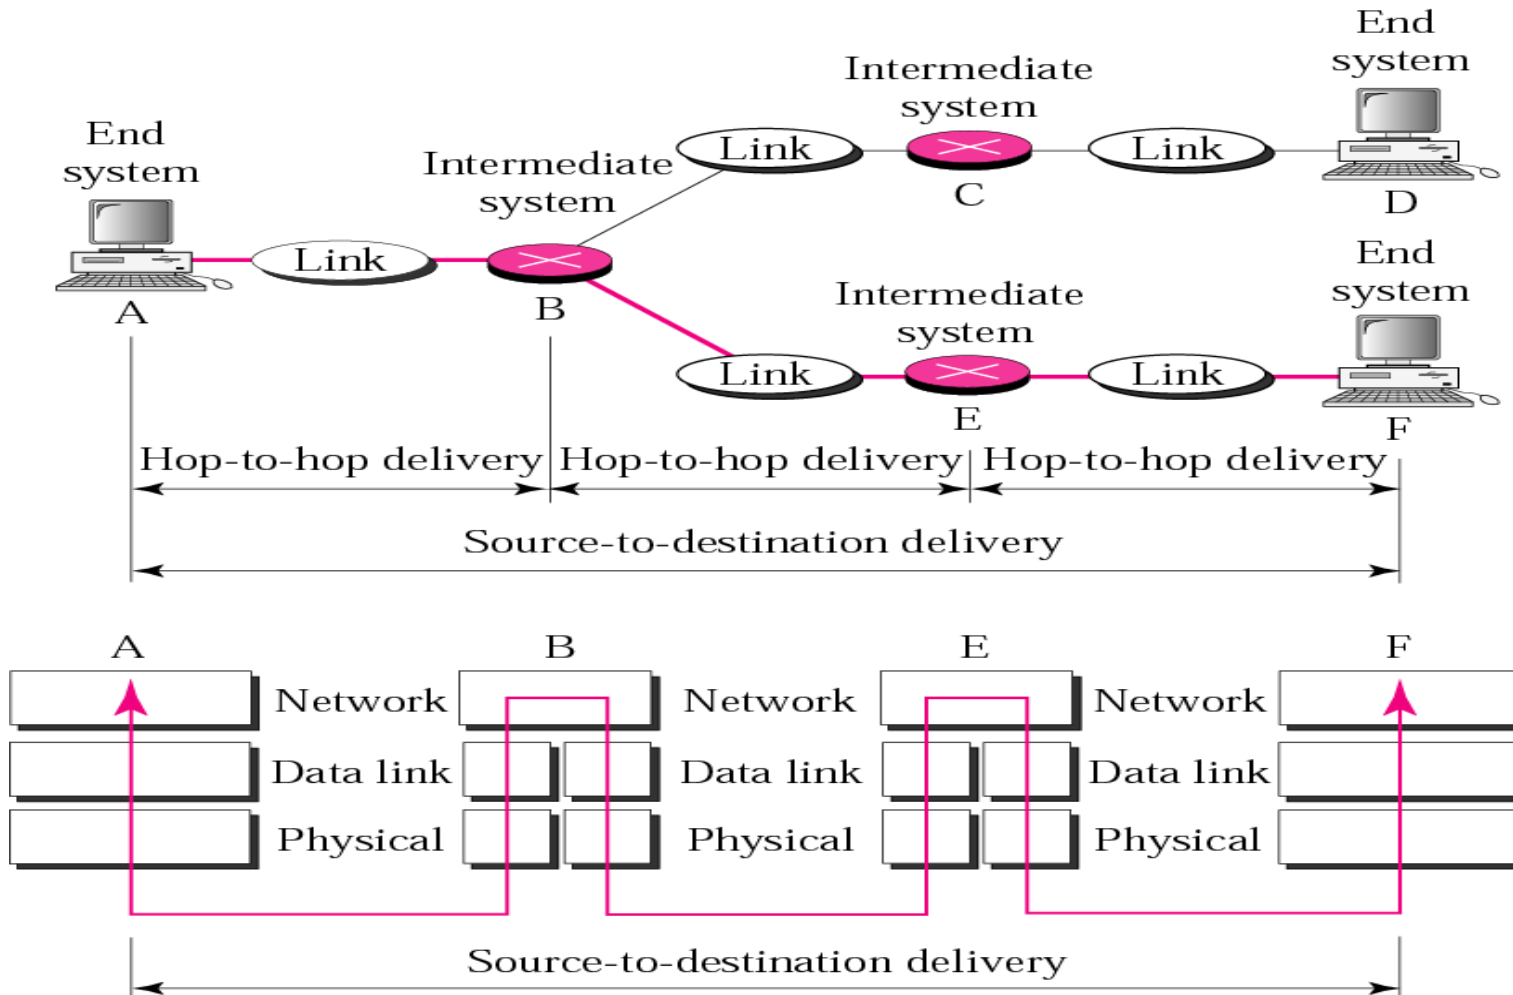 End
system
Intermediate
system
End
system
Intermediate
system
Link
Link
C
D
Link
A
B
End
system
Intermediate
system
Link
Link
E
F
Hop-to-hop delivery
Hop-to-hop delivery
Hop-to-hop delivery
Source-to-destination delivery
A
B
E
F
Network
Network
Network
Data link
Data link
Data link
Physical
Physical
Physical
Source-to-destination delivery